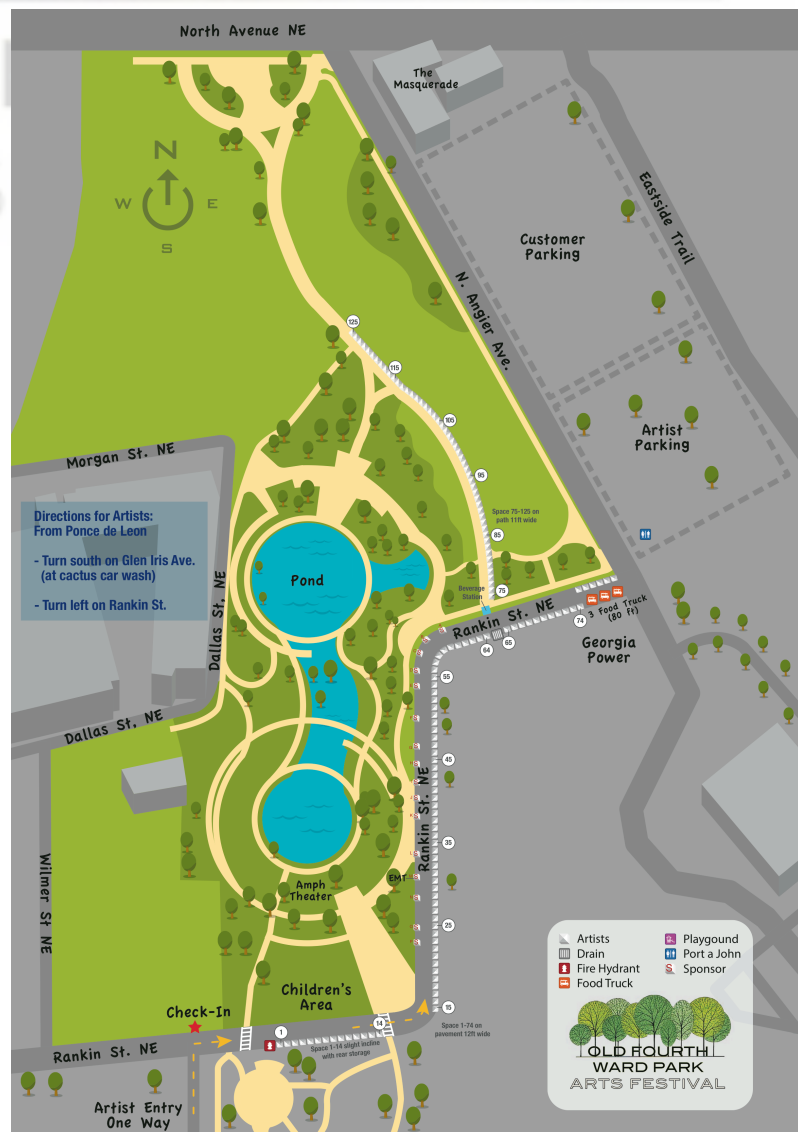 North Avenue NE
The
Masquerade
N
W
E
S
Eastside Trail
Customer
Parking
N. Angier Ave.
125
115
105
Artist
Parking
Morgan St. NE
95
Directions for Artists:
From Ponce de Leon
- Turn south on Glen Iris Ave.
(at cactus car wash)
- Turn left on Rankin St.
Space 75-125 on
path 11ft wide
85
Pond
Beverage
Station
75
Rankin St. NE
3 Food Truck
(80 ft)
74
65
64
Georgia
Power
Dallas St. NE
55
Dallas St. NE
45
Rankin St. NE
35
Wilmer St NE
EMT
Amph
Theater
25
Children's
Area
15
Check-In
1
14
Space 1-74 on
pavement 12ft wide
Space 1-14 slight incline
with rear storage
Rankin St. NE
Artist Entry
One Way
Artists
Drain
Fire Hydrant
Food Truck
Playgound
Port a John
S Sponsor
OLD FOURTH
WARD PARK
ARTS FESTIVAL